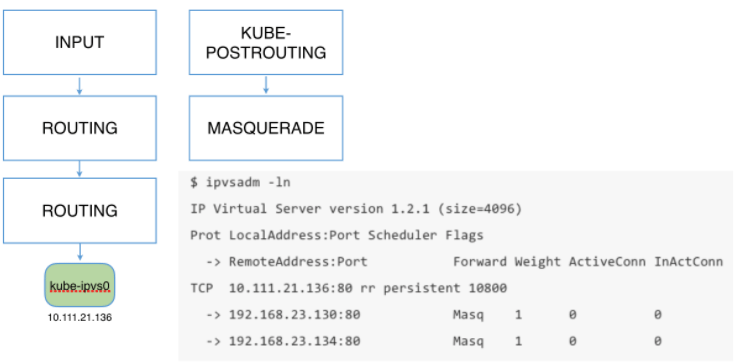 INPUT
ROUTING
ROUTING
kube-ipvs0
10.111.21.136
KUBE-
POSTROUTING
MASQUERADE
$ ipvsadm -ln
IP Virtual Server version 1.2.1 (size=4096)
Prot LocalAddress:Port Scheduler Flags
-> RemoteAddress:Port Forward Weight ActiveConn InActConn
TCP 10.111.21.136:80 rr persistent 10800
-> 192.168.23.130:80 Masq 1 0 0
-> 192.168.23.134:80 Masq 1 0 0